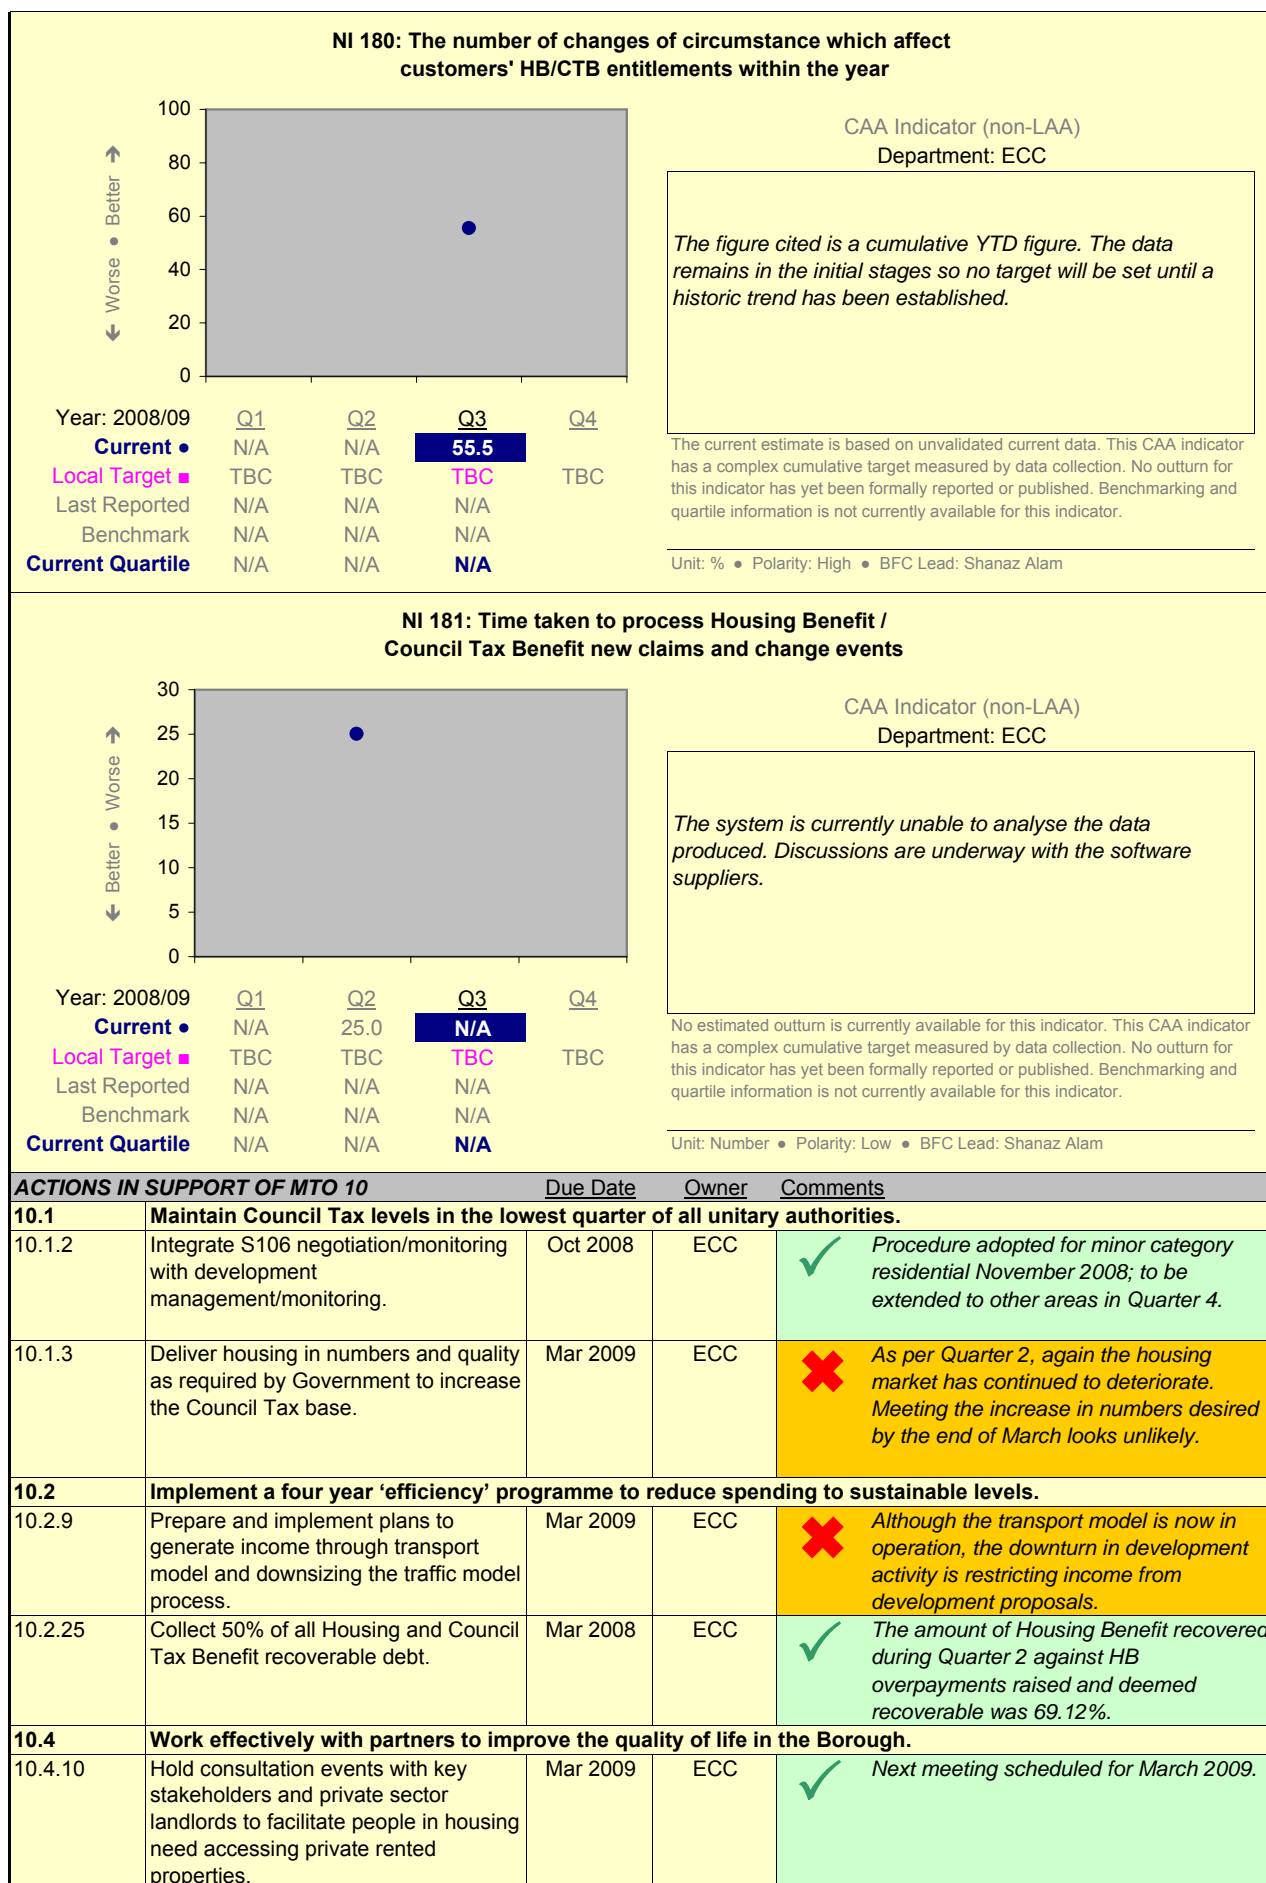 NI 180: The number of changes of circumstance which affect
customers' HB/CTB entitlements within the year
100
80
60
40
20
0
← Worse ● Better →
CAA Indicator (non-LAA)
Department: ECC
The figure cited is a cumulative YTD figure. The data
remains in the initial stages so no target will be set until a
historic trend has been established.
Year: 2008/09 Q1 Q2 Q3 Q4
Current ● N/A N/A 55.5
Local Target ■ TBC TBC TBC TBC
Last Reported N/A N/A N/A
Benchmark N/A N/A N/A
Current Quartile N/A N/A N/A
The current estimate is based on unvalidated current data. This CAA indicator
has a complex cumulative target measured by data collection. No outturn for
this indicator has yet been formally reported or published. Benchmarking and
quartile information is not currently available for this indicator.
Unit: % ● Polarity: High ● BFC Lead: Shanaz Alam
NI 181: Time taken to process Housing Benefit /
Council Tax Benefit new claims and change events
30
25
20
15
10
5
0
← Better ● Worse →
CAA Indicator (non-LAA)
Department: ECC
The system is currently unable to analyse the data
produced. Discussions are underway with the software
suppliers.
Year: 2008/09 Q1 Q2 Q3 Q4
Current ● N/A 25.0 N/A
Local Target ■ TBC TBC TBC TBC
Last Reported N/A N/A N/A
Benchmark N/A N/A N/A
Current Quartile N/A N/A N/A
No estimated outturn is currently available for this indicator. This CAA indicator
has a complex cumulative target measured by data collection. No outturn for
this indicator has yet been formally reported or published. Benchmarking and
quartile information is not currently available for this indicator.
Unit: Number ● Polarity: Low ● BFC Lead: Shanaz Alam
ACTIONS IN SUPPORT OF MTO 10 Due Date Owner Comments
10.1 Maintain Council Tax levels in the lowest quarter of all unitary authorities.
10.1.2 Integrate S106 negotiation/monitoring
with development
management/monitoring.
Oct 2008 ECC
✓ Procedure adopted for minor category
residential November 2008; to be
extended to other areas in Quarter 4.
10.1.3 Deliver housing in numbers and quality
as required by Government to increase
the Council Tax base.
Mar 2009 ECC
✖ As per Quarter 2, again the housing
market has continued to deteriorate.
Meeting the increase in numbers desired
by the end of March looks unlikely.
10.2 Implement a four year ‘efficiency’ programme to reduce spending to sustainable levels.
10.2.9 Prepare and implement plans to
generate income through transport
model and downsizing the traffic model
process.
Mar 2009 ECC
✖ Although the transport model is now in
operation, the downturn in development
activity is restricting income from
development proposals.
10.2.25 Collect 50% of all Housing and Council
Tax Benefit recoverable debt.
Mar 2008 ECC
✓ The amount of Housing Benefit recovered
during Quarter 2 against HB
overpayments raised and deemed
recoverable was 69.12%.
10.4 Work effectively with partners to improve the quality of life in the Borough.
10.4.10 Hold consultation events with key
stakeholders and private sector
landlords to facilitate people in housing
need accessing private rented
properties.
Mar 2009 ECC
✓ Next meeting scheduled for March 2009.